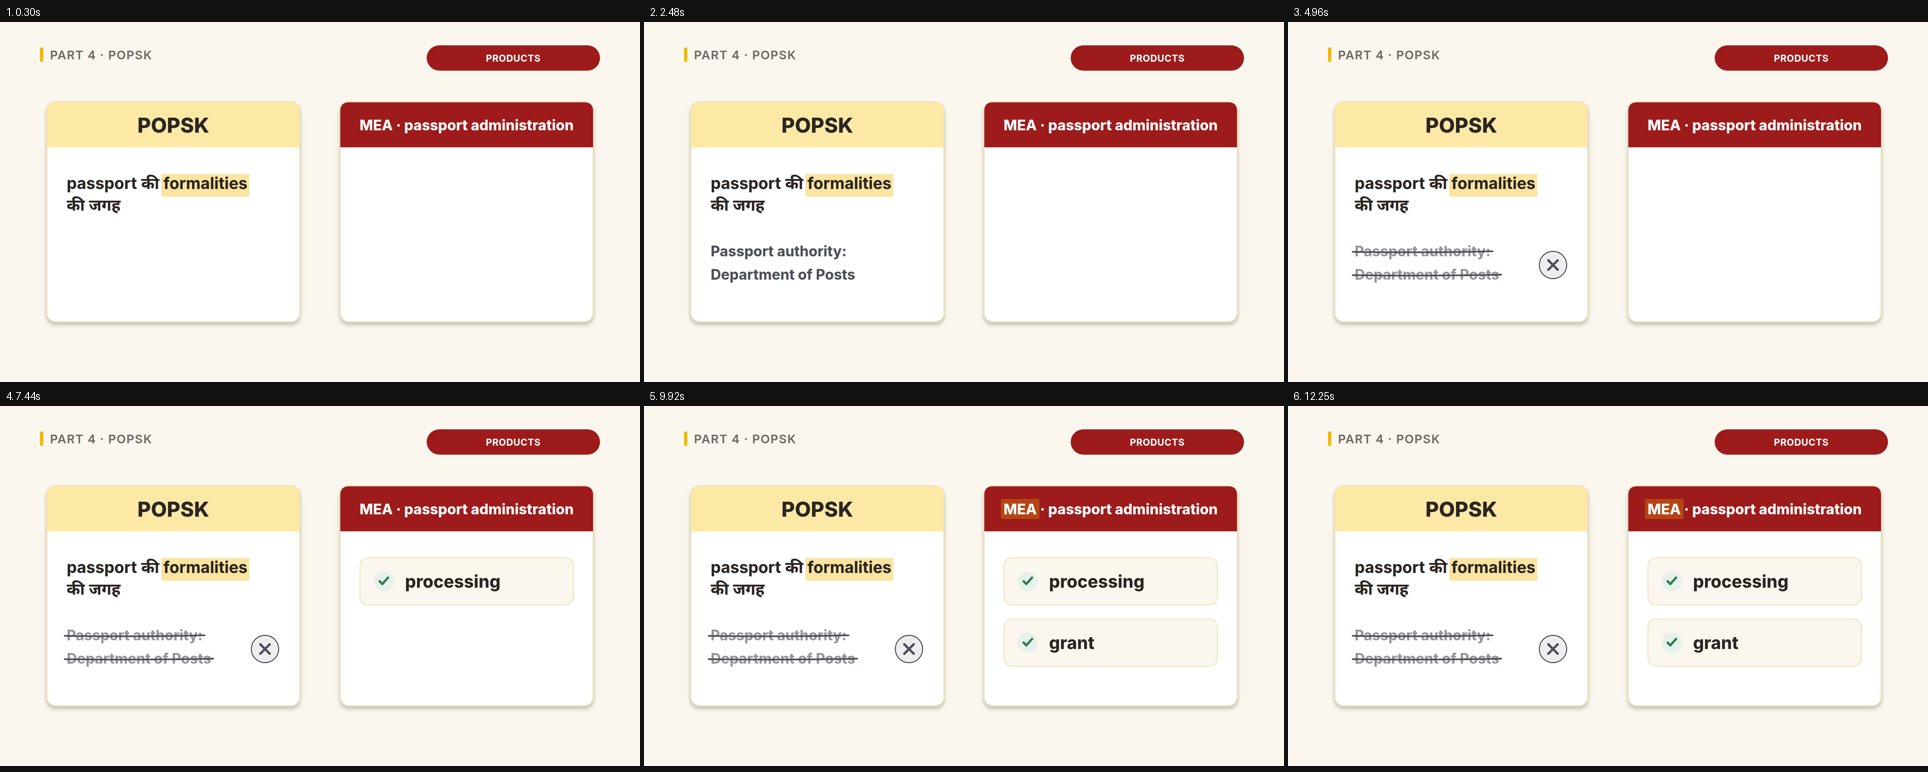 1. 0.30s
PART 4 · POPSK
PRODUCTS
POPSK
passport की formalities
की जगह
MEA · passport administration
2. 2.48s
PART 4 · POPSK
PRODUCTS
POPSK
passport की formalities
की जगह
Passport authority:
Department of Posts
MEA · passport administration
3. 4.96s
PART 4 · POPSK
PRODUCTS
POPSK
passport की formalities
की जगह
Passport authority:
Department of Posts
MEA · passport administration
4. 7.44s
PART 4 · POPSK
PRODUCTS
POPSK
passport की formalities
की जगह
Passport authority:
Department of Posts
MEA · passport administration
processing
5. 9.92s
PART 4 · POPSK
PRODUCTS
POPSK
passport की formalities
की जगह
Passport authority:
Department of Posts
MEA · passport administration
processing
grant
6. 12.25s
PART 4 · POPSK
PRODUCTS
POPSK
passport की formalities
की जगह
Passport authority:
Department of Posts
MEA · passport administration
processing
grant